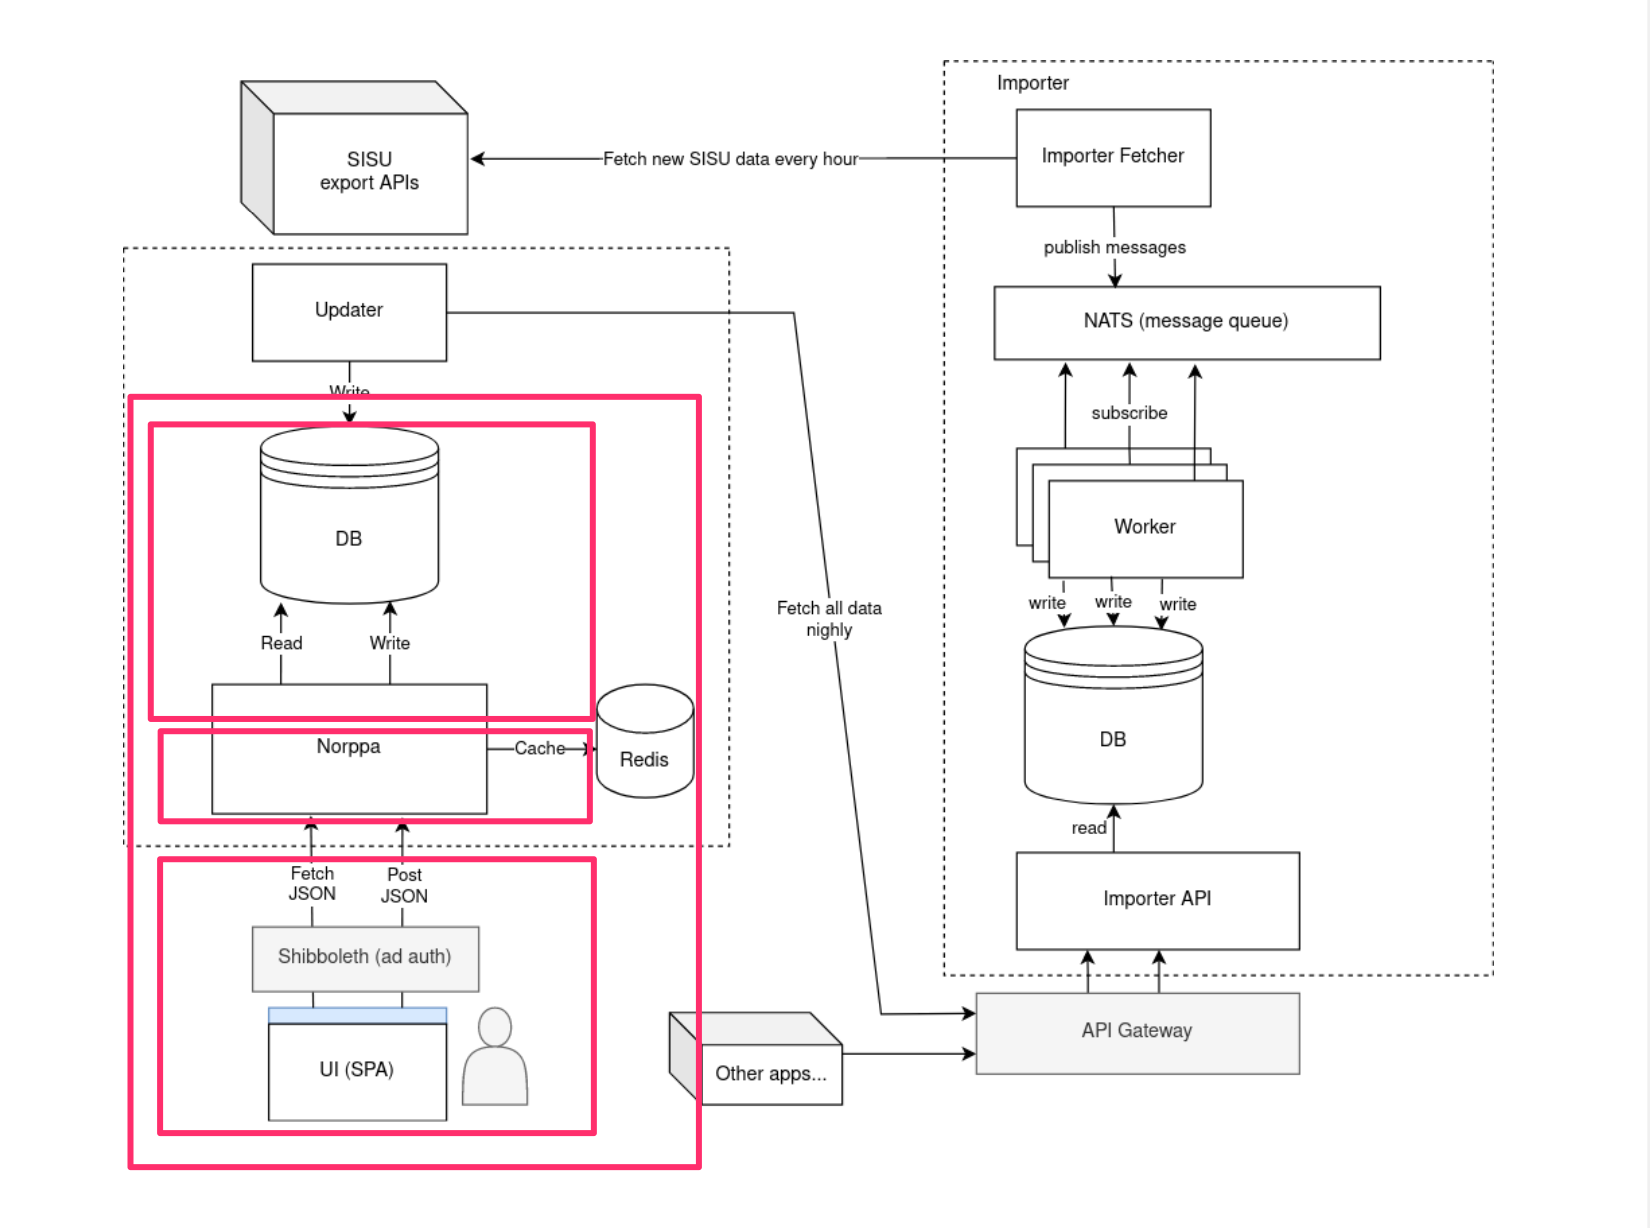 Importer
SISU
export APIs
Fetch new SISU data every hour
Importer Fetcher
publish messages
NATS (message queue)
subscribe
Worker
write
write
write
DB
read
Importer API
API Gateway
Updater
Write
DB
Read
Write
Norppa
Cache
Redis
Fetch
JSON
Post
JSON
Shibboleth (ad auth)
UI (SPA)
Fetch all data
nighly
Other apps...